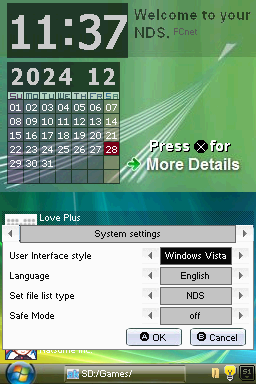 11:37
Welcome to your
NDS. PCnet
2024 12
SU MO TU WE TH FR SA
01 02 03 04 05 06 07
08 09 10 11 12 13 14
15 16 17 18 19 20 21
22 23 24 25 26 27 28
29 30 31
Press X for
More Details
Love Plus
System settings
User Interface style Windows Vista
Language English
Set file list type NDS
Safe Mode off
A OK B Cancel
SD:/Games/